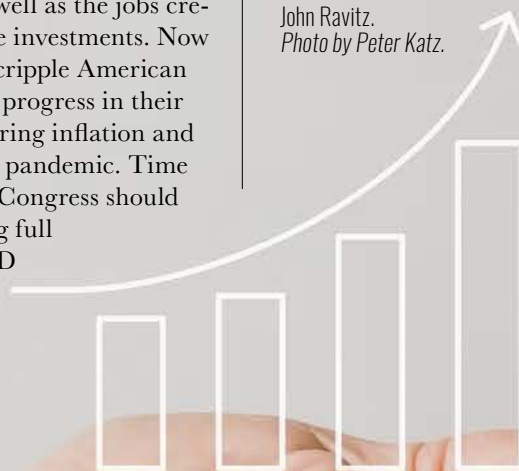 well as the jobs cre-
e investments. Now
cripple American
progress in their
ring inflation and
pandemic. Time
Congress should
g full
D
John Ravitz.
Photo by Peter Katz.